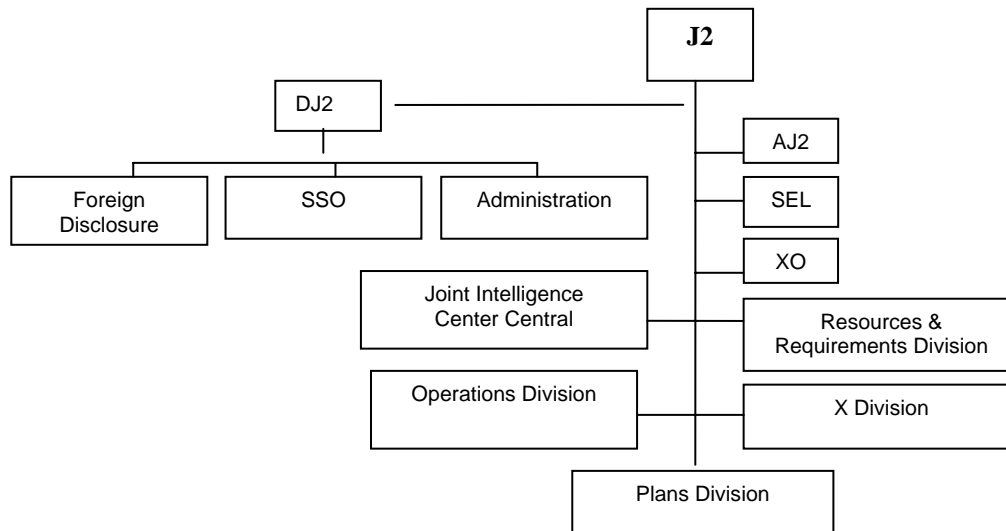 J2
DJ2
AJ2
Foreign
Disclosure
SSO
Administration
SEL
XO
Joint Intelligence
Center Central
Resources &
Requirements Division
Operations Division
X Division
Plans Division